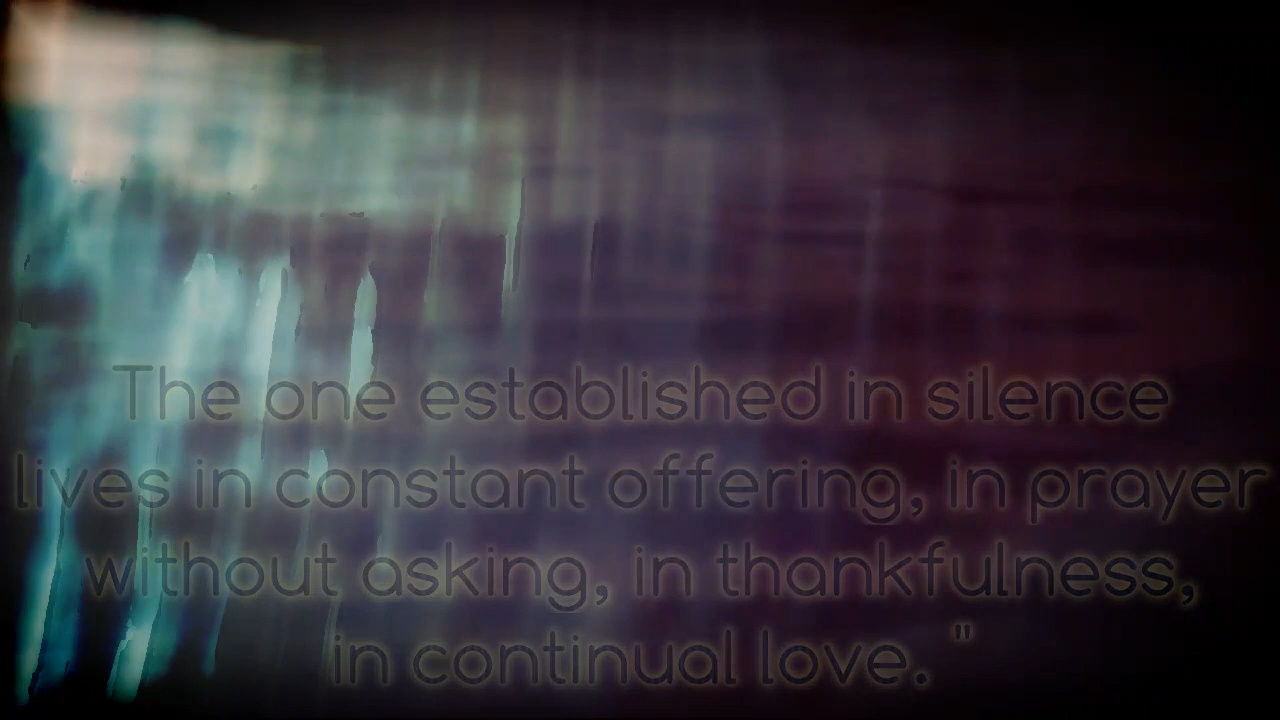 The one established in silence
lives in constant offering, in prayer
without asking, in thankfulness,
in continual love. "